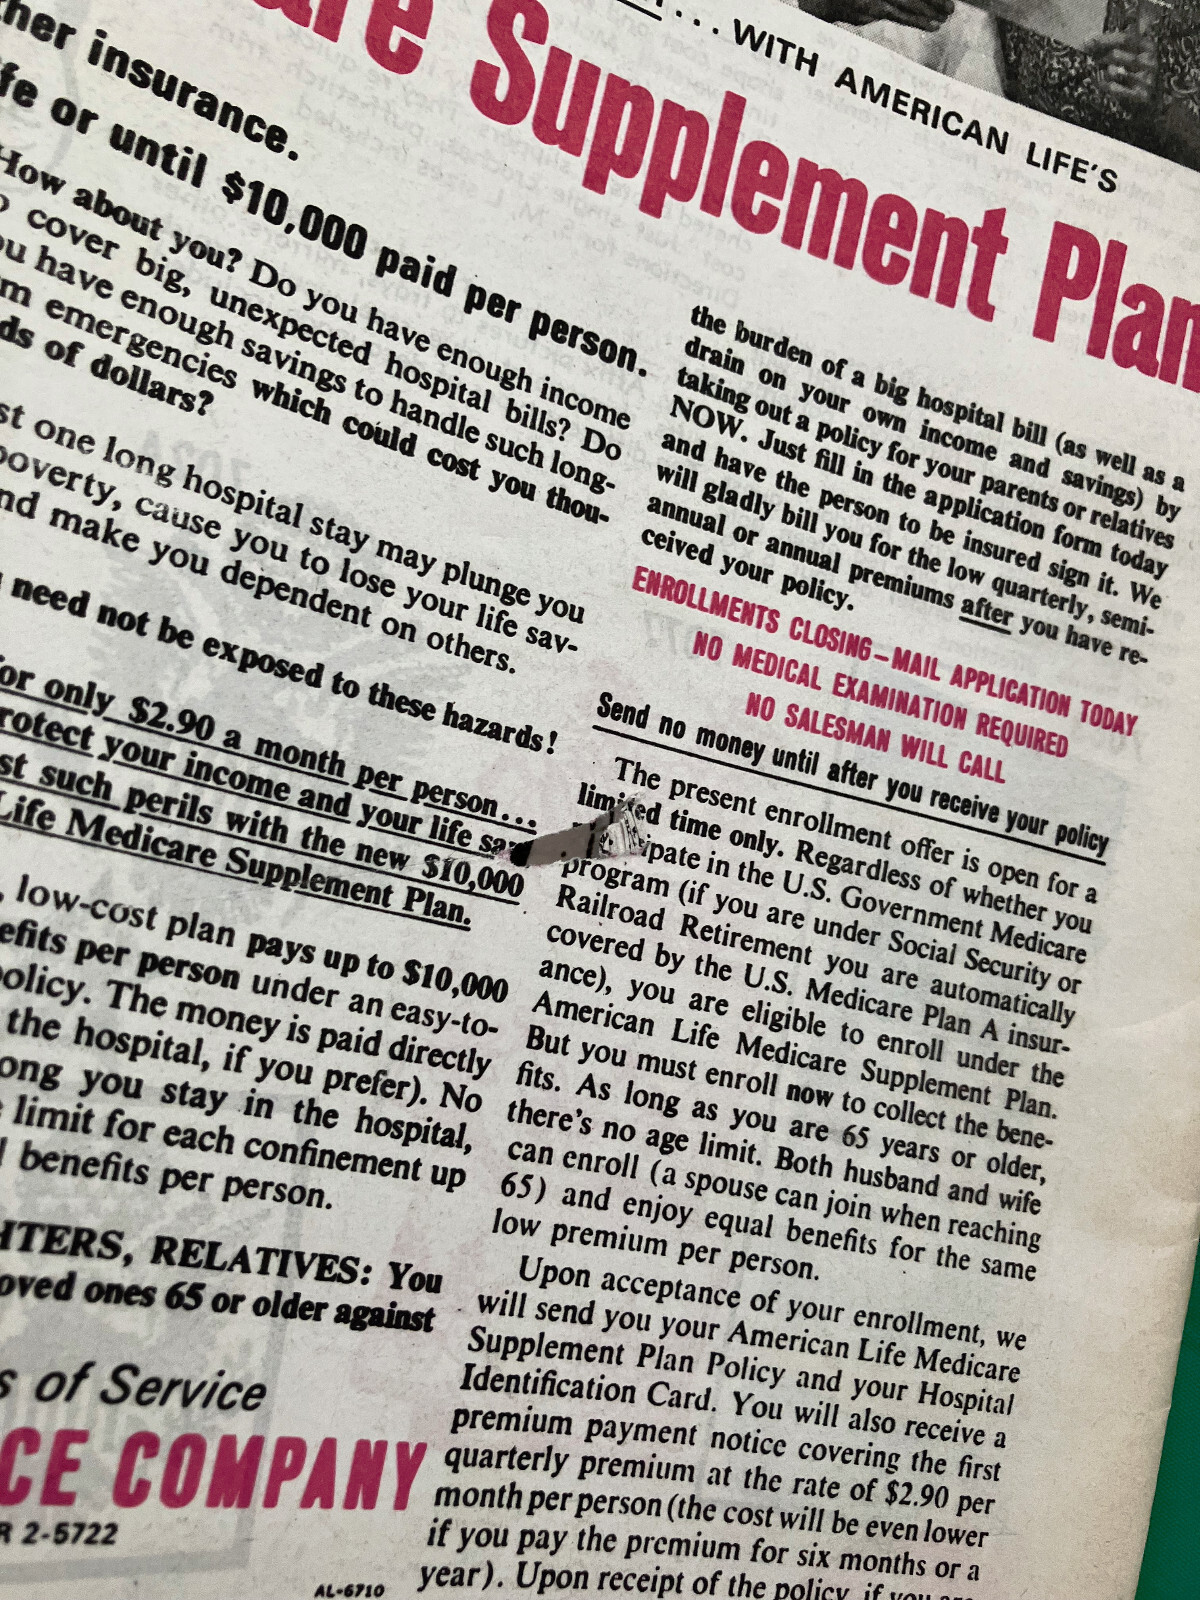 ... WITH AMERICAN LIFE'S
Supplement Plan
insurance.
or until $10,000 paid per person.
How about you? Do you have enough income
cover big, unexpected hospital bills? Do
have enough savings to handle such long-
emergencies which could cost you thou-
of dollars?
one long hospital stay may plunge you
poverty, cause you to lose your life sav-
make you dependent on others.
need not be exposed to these hazards!
or only $2.90 a month per person...
your income and your life
such perils with the new $10,000
Life Medicare Supplement Plan.
low-cost plan pays up to $10,000
per person under an easy-to-
policy. The money is paid directly
the hospital, if you prefer). No
you stay in the hospital,
limit for each confinement up
benefits per person.
RELATIVES: You
ones 65 or older against
of Service
COMPANY
2-5722
AL-6710
the burden of a big hospital bill (as well as a
drain on your own income and savings) by
taking out a policy for your parents or relatives
NOW. Just fill in the application form today
and have the person to be insured sign it. We
will gladly bill you for the low quarterly, semi-
annual or annual premiums after you have re-
ceived your policy.
ENROLLMENTS CLOSING—MAIL APPLICATION TODAY
NO MEDICAL EXAMINATION REQUIRED
NO SALESMAN WILL CALL
Send no money until after you receive your policy
The present enrollment offer is open for a
limited time only. Regardless of whether you
in the U.S. Government Medicare
program (if you are under Social Security or
Railroad Retirement you are automatically
covered by the U.S. Medicare Plan A insur-
ance), you are eligible to enroll under the
American Life Medicare Supplement Plan.
But you must enroll now to collect the bene-
fits. As long as you are 65 years or older,
there's no age limit. Both husband and wife
can enroll (a spouse can join when reaching
65) and enjoy equal benefits for the same
low premium per person.
Upon acceptance of your enrollment, we
will send you your American Life Medicare
Supplement Plan Policy and your Hospital
Identification Card. You will also receive a
premium payment notice covering the first
quarterly premium at the rate of $2.90 per
month per person (the cost will be even lower
if you pay the premium for six months or a
year). Upon receipt of the policy, if you are